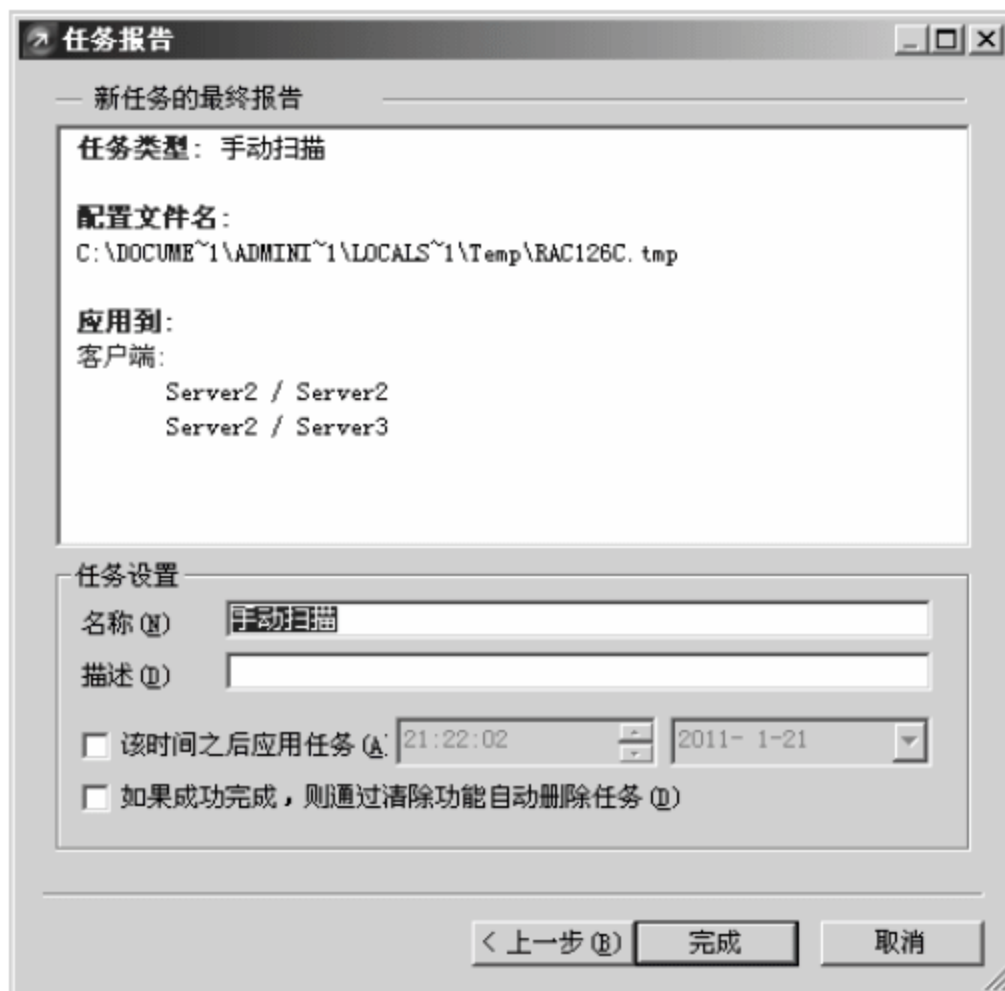 任务报告
新任务的最终报告
任务类型: 手动扫描
配置文件名:
C:\DOCUME~1\ADMINI~1\LOCALS~1\Temp\RAC126C.tmp
应用到:
客户端:
Server2 / Server2
Server2 / Server3
任务设置
名称(N) 手动扫描
描述(D)
该时间之后应用任务(A) 21:22:02 2011- 1-21
如果成功完成，则通过清除功能自动删除任务(D)
< 上一步(B) 完成 取消